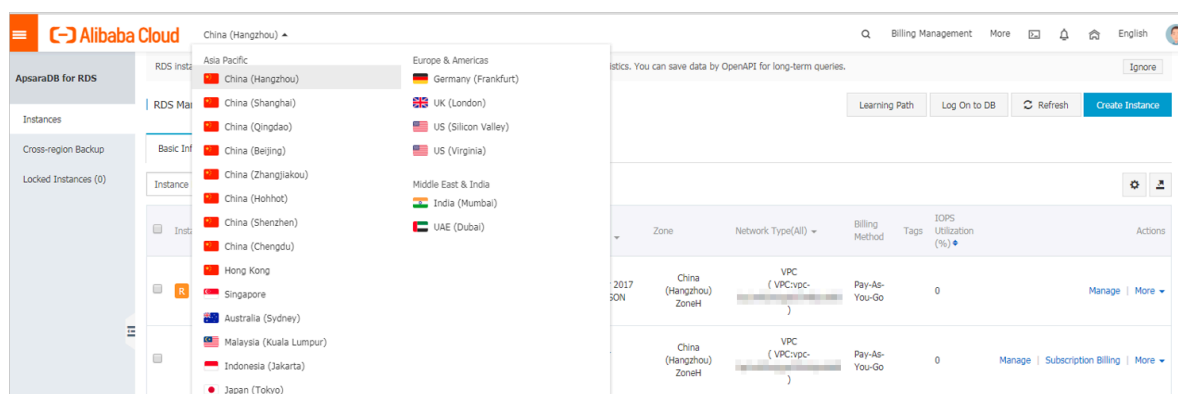 Alibaba Cloud
China (Hangzhou)
Billing Management
More
English
ApsaraDB for RDS
Instances
Cross-region Backup
Locked Instances (0)
RDS insta
Asia Pacific
China (Hangzhou)
China (Shanghai)
China (Qingdao)
China (Beijing)
China (Zhangjiakou)
China (Hohhot)
China (Shenzhen)
China (Chengdu)
Hong Kong
Singapore
Australia (Sydney)
Malaysia (Kuala Lumpur)
Indonesia (Jakarta)
Japan (Tokyo)
Europe & Americas
Germany (Frankfurt)
UK (London)
US (Silicon Valley)
US (Virginia)
Middle East & India
India (Mumbai)
UAE (Dubai)
istics. You can save data by OpenAPI for long-term queries.
Ignore
RDS Mar
Learning Path
Log On to DB
Refresh
Create Instance
Basic Inf
Instance
Insta
Zone
Network Type(All)
Billing
Method
Tags
IOPS
Utilization
(%)
Actions
R
2017
SON
China
(Hangzhou)
ZoneH
VPC
( VPC:vpc-
)
Pay-As-
You-Go
0
Manage | More
China
(Hangzhou)
ZoneH
VPC
( VPC:vpc-
)
Pay-As-
You-Go
0
Manage | Subscription Billing | More